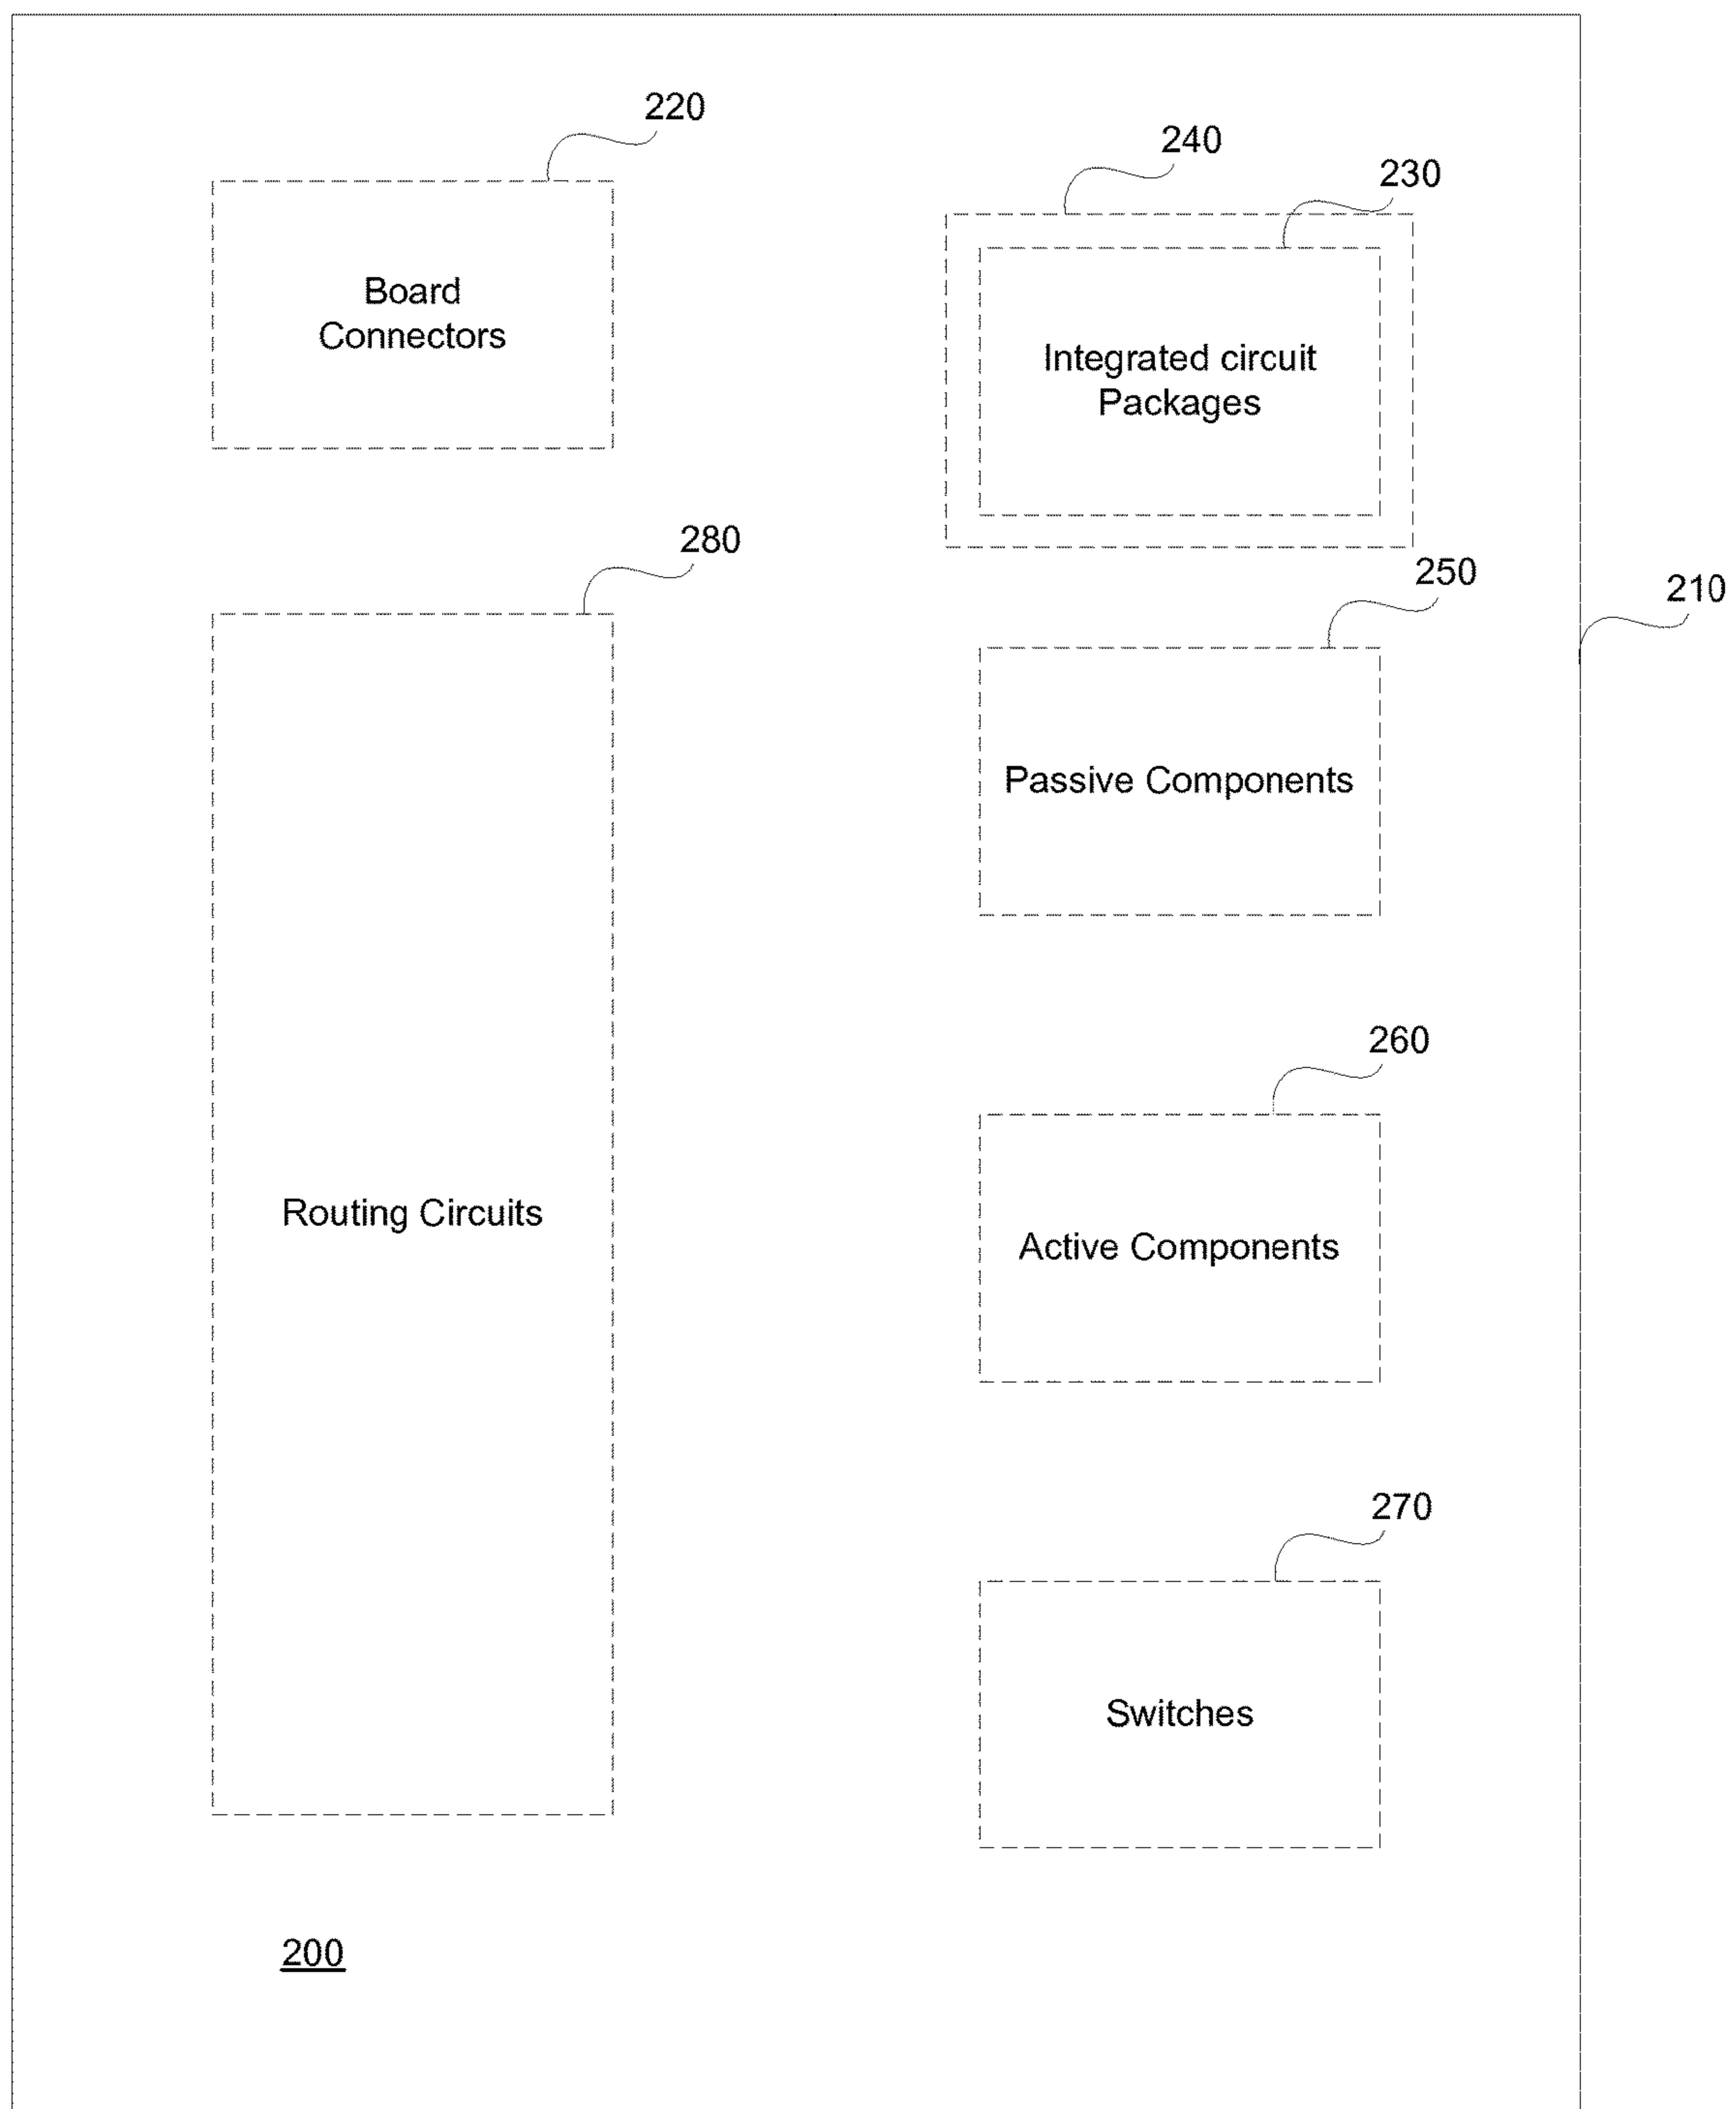 220
240
230
Board
Connectors
Integrated circuit
Packages
280
250
210
Passive Components
260
Routing Circuits
Active Components
270
Switches
200